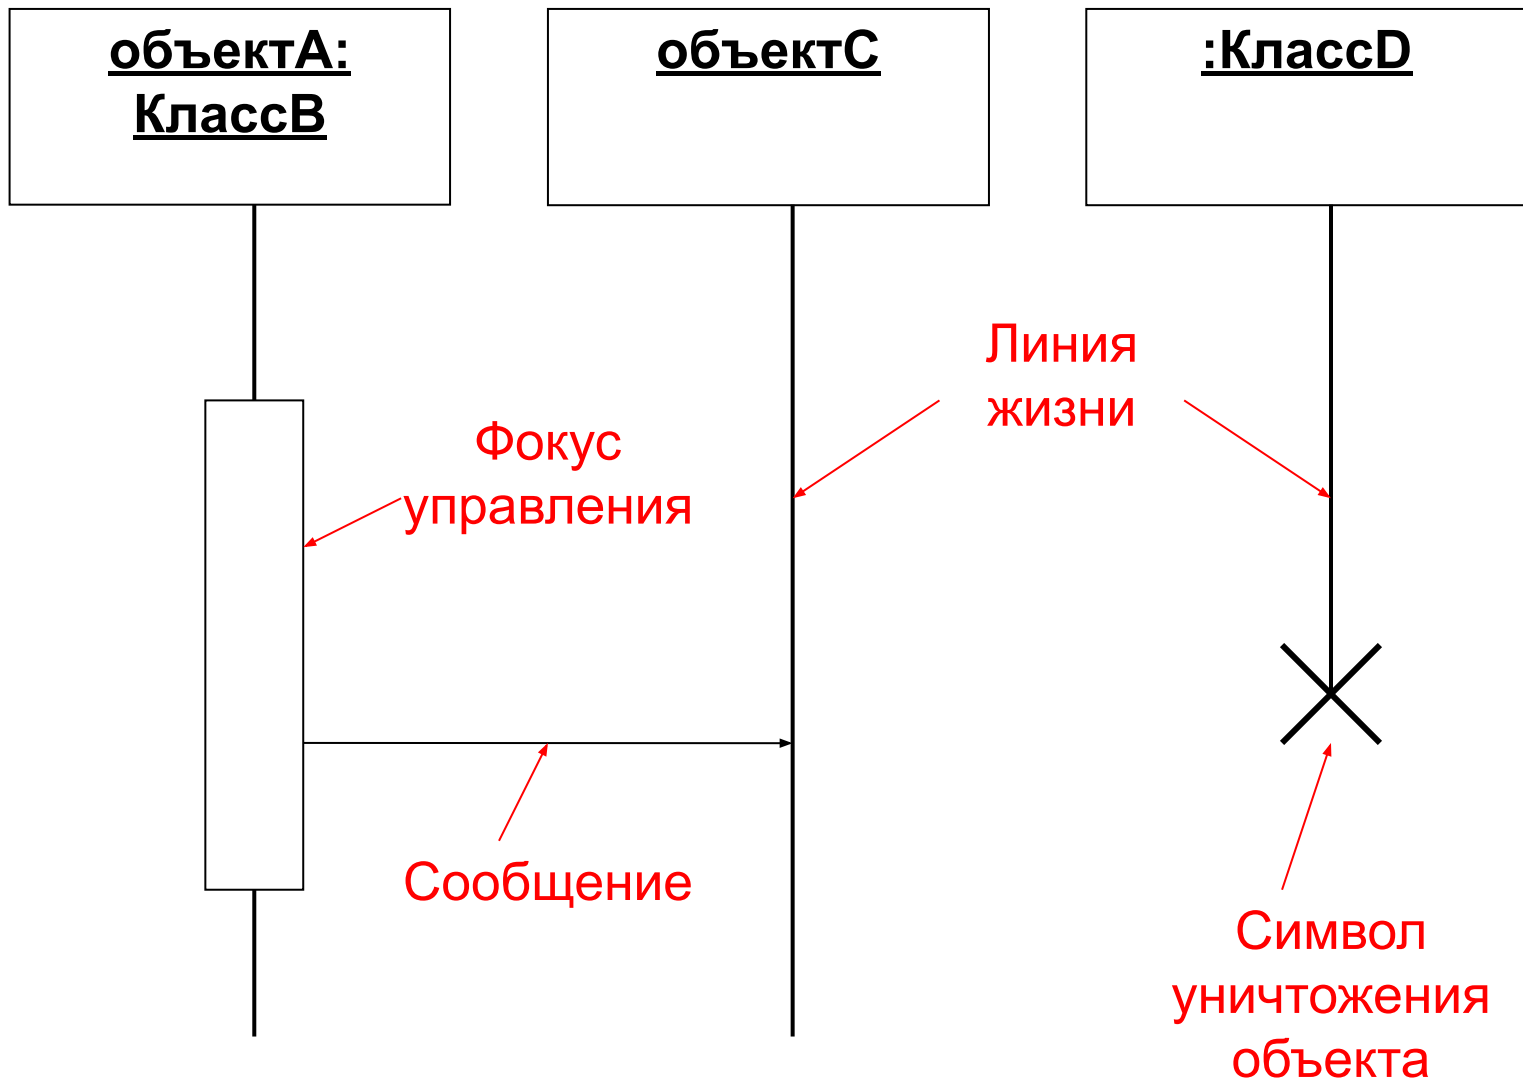 объектА:
КлассВ
объектС
:КлассD
Линия
жизни
Фокус
управления
Сообщение
Символ
уничтожения
объекта